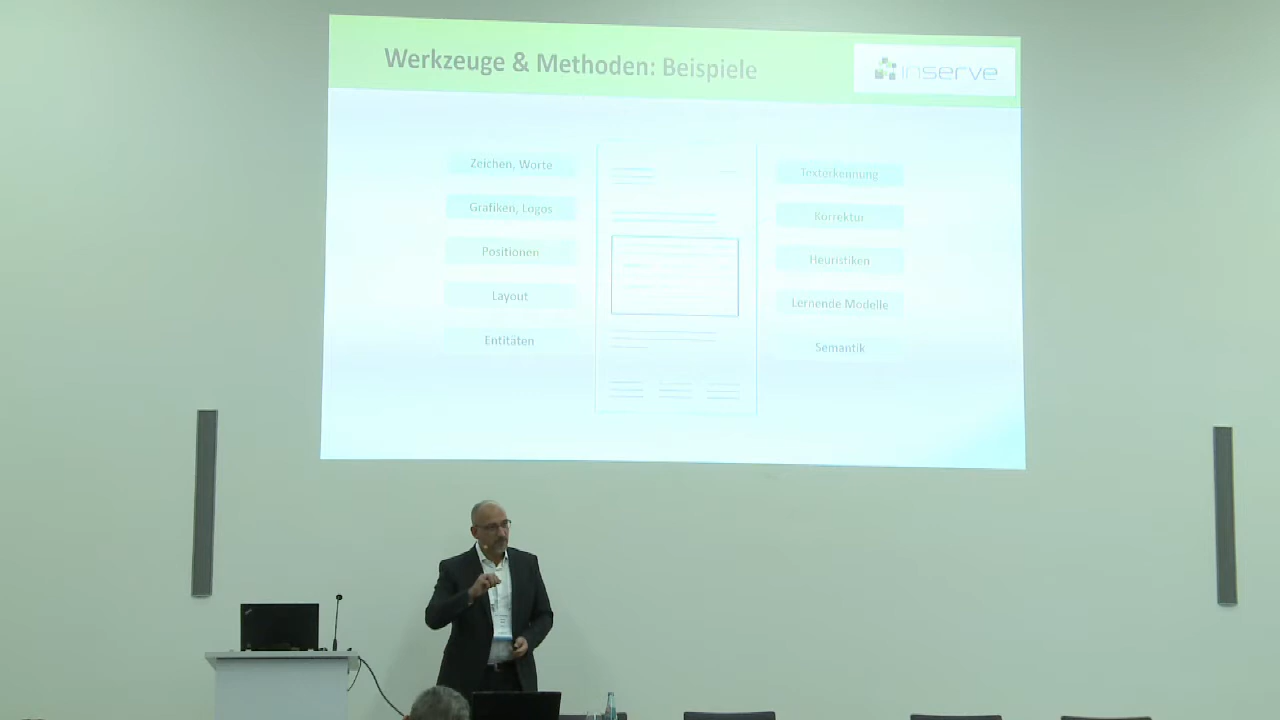 Werkzeuge & Methoden: Beispiele
inserve
Zeichen, Worte
Grafiken, Logos
Positionen
Layout
Entitäten
Texterkennung
Korrektur
Heuristiken
Lernende Modelle
Semantik